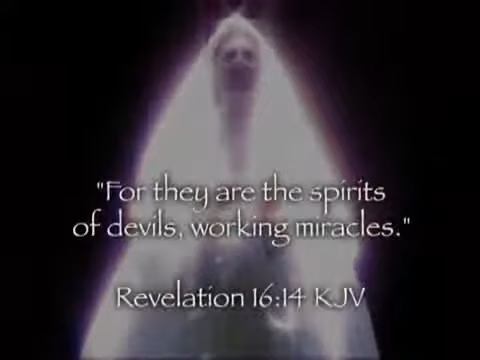 "For they are the spirits
of devils, working miracles."
Revelation 16:14 KJV